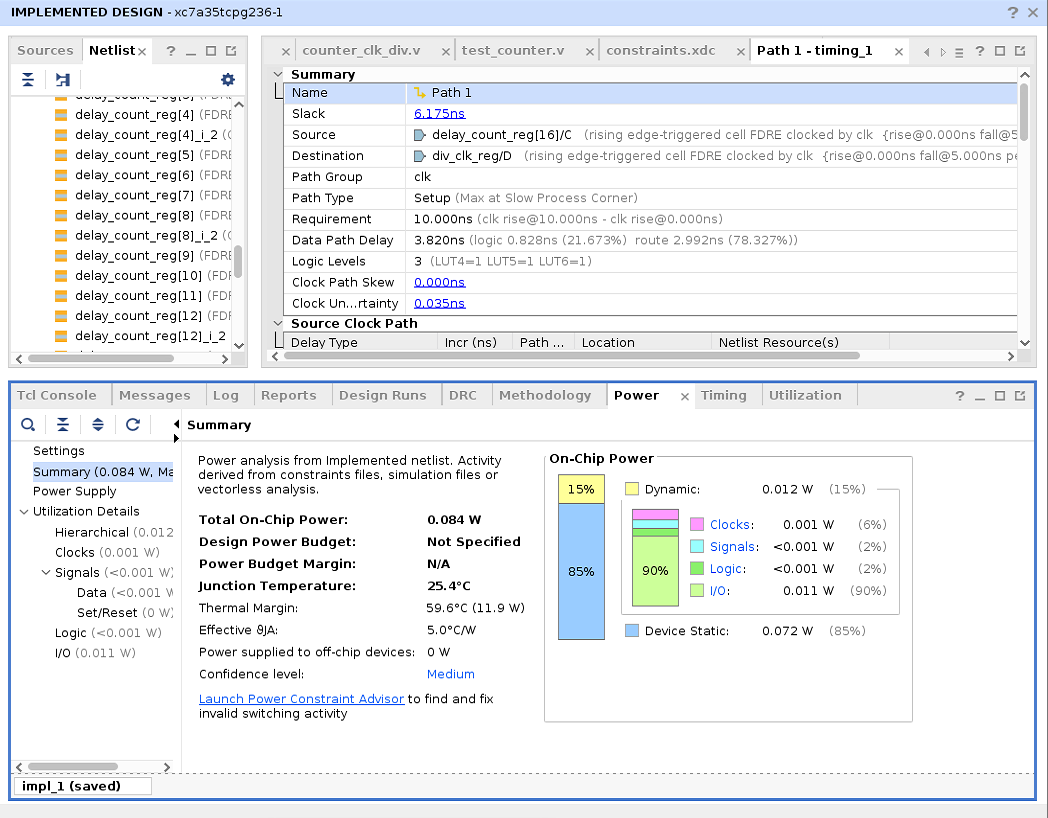 IMPLEMENTED DESIGN - xc7a35tcpg236-1
Sources Netlist
counter_clk_div.v test_counter.v constraints.xdc Path 1 - timing_1
delay_count_reg[3] (FDRE
delay_count_reg[4] (FDRE
delay_count_reg[4]_i_2 (C
delay_count_reg[5] (FDRE
delay_count_reg[6] (FDRE
delay_count_reg[7] (FDRE
delay_count_reg[8] (FDRE
delay_count_reg[8]_i_2 (C
delay_count_reg[9] (FDRE
delay_count_reg[10] (FDF
delay_count_reg[11] (FDF
delay_count_reg[12] (FDF
delay_count_reg[12]_i_2
Summary
Name Path 1
Slack 6.175ns
Source delay_count_reg[16]/C (rising edge-triggered cell FDRE clocked by clk {rise@0.000ns fall@5
Destination div_clk_reg/D (rising edge-triggered cell FDRE clocked by clk {rise@0.000ns fall@5.000ns pe
Path Group clk
Path Type Setup (Max at Slow Process Corner)
Requirement 10.000ns (clk rise@10.000ns - clk rise@0.000ns)
Data Path Delay 3.820ns (logic 0.828ns (21.673%) route 2.992ns (78.327%))
Logic Levels 3 (LUT4=1 LUT5=1 LUT6=1)
Clock Path Skew 0.000ns
Clock Un...rtainty 0.035ns
Source Clock Path
Delay Type Incr (ns) Path ... Location Netlist Resource(s)
Tcl Console Messages Log Reports Design Runs DRC Methodology Power Timing Utilization
Summary
Settings
Summary (0.084 W, Ma
Power Supply
Utilization Details
Hierarchical (0.012
Clocks (0.001 W)
Signals (<0.001 W)
Data (<0.001 W
Set/Reset (0 W)
Logic (<0.001 W)
I/O (0.011 W)
Power analysis from Implemented netlist. Activity
derived from constraints files, simulation files or
vectorless analysis.
Total On-Chip Power: 0.084 W
Design Power Budget: Not Specified
Power Budget Margin: N/A
Junction Temperature: 25.4°C
Thermal Margin: 59.6°C (11.9 W)
Effective ϑJA: 5.0°C/W
Power supplied to off-chip devices: 0 W
Confidence level: Medium
Launch Power Constraint Advisor to find and fix
invalid switching activity
On-Chip Power
15% Dynamic: 0.012 W (15%)
Clocks: 0.001 W (6%)
Signals: <0.001 W (2%)
Logic: <0.001 W (2%)
85% 90% I/O: 0.011 W (90%)
Device Static: 0.072 W (85%)
impl_1 (saved)